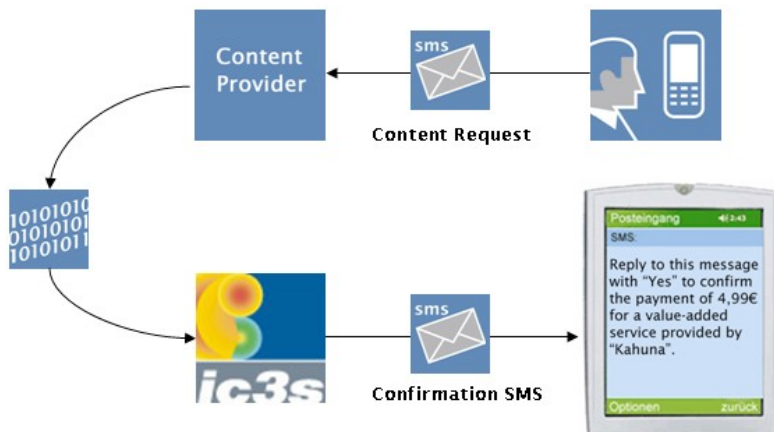 Content
Provider
sms
Content Request
10101010
01010101
10101011
ic3s
sms
Confirmation SMS
Posteingang
2:43
SMS:
Reply to this message
with “Yes” to confirm
the payment of 4,99€
for a value-added
service provided by
“Kahuna”.
Optionen zurück